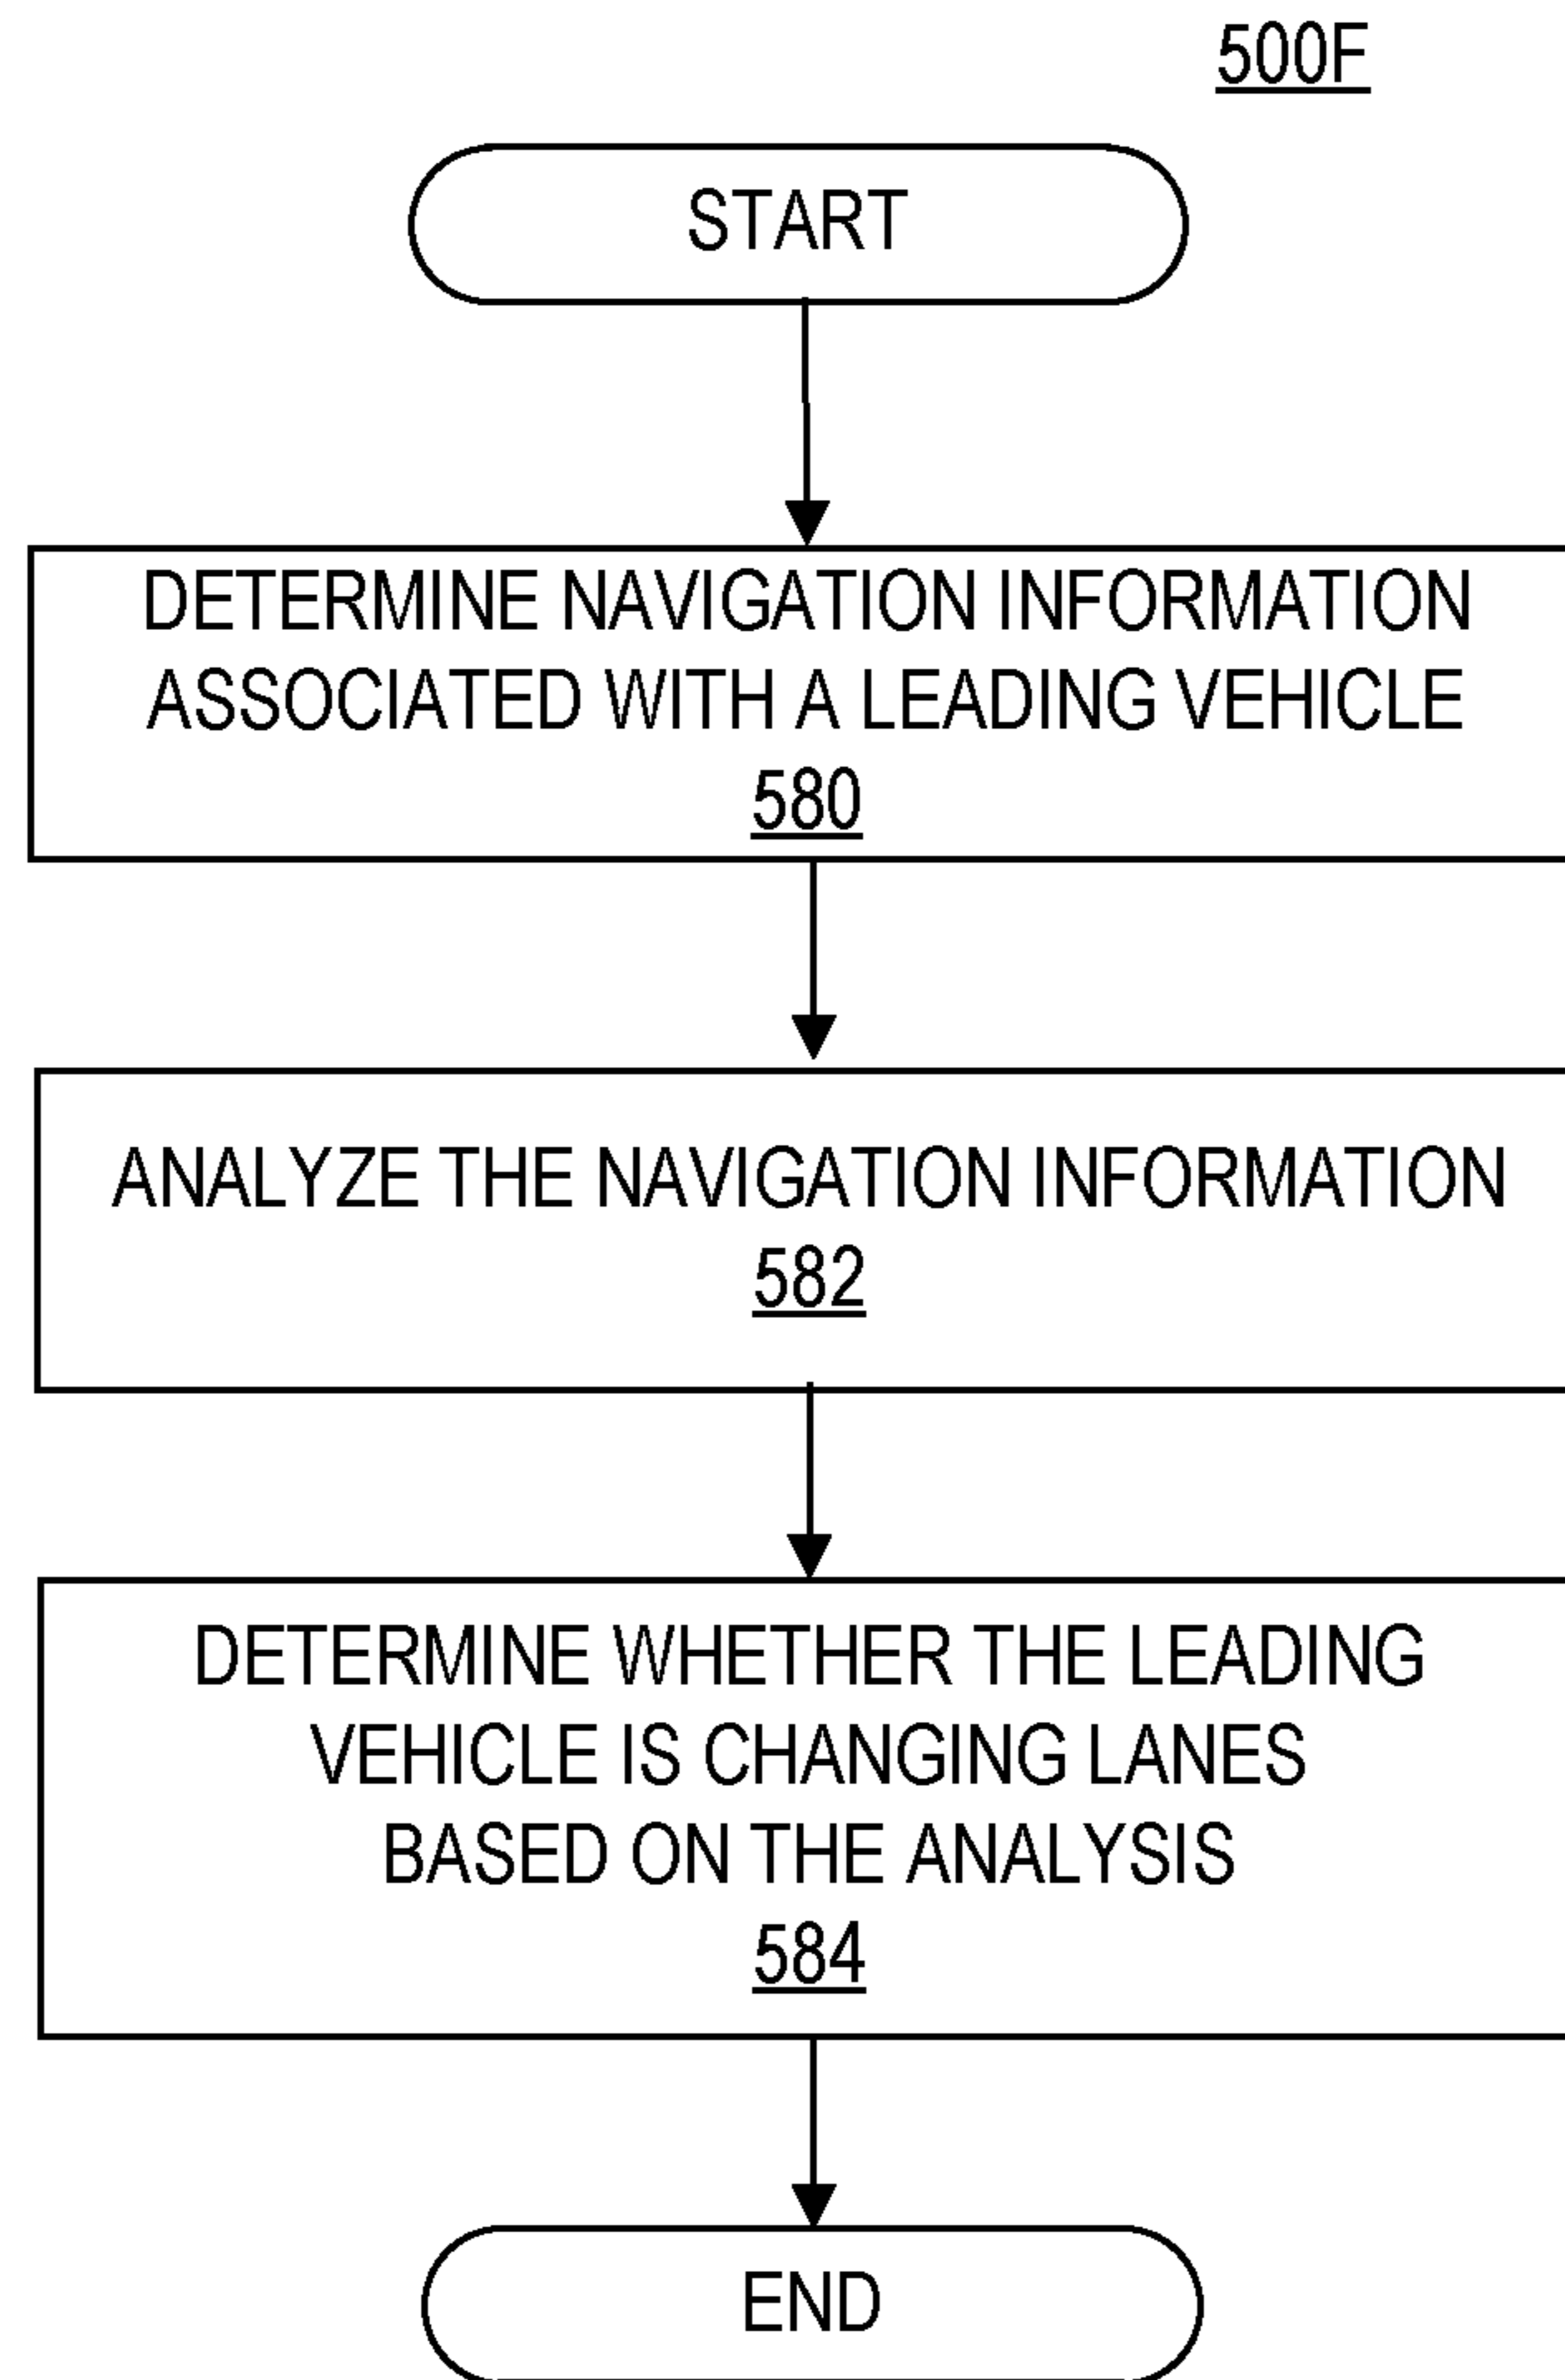 500F
START
DETERMINE NAVIGATION INFORMATION
ASSOCIATED WITH A LEADING VEHICLE
580
ANALYZE THE NAVIGATION INFORMATION
582
DETERMINE WHETHER THE LEADING
VEHICLE IS CHANGING LANES
BASED ON THE ANALYSIS
584
END